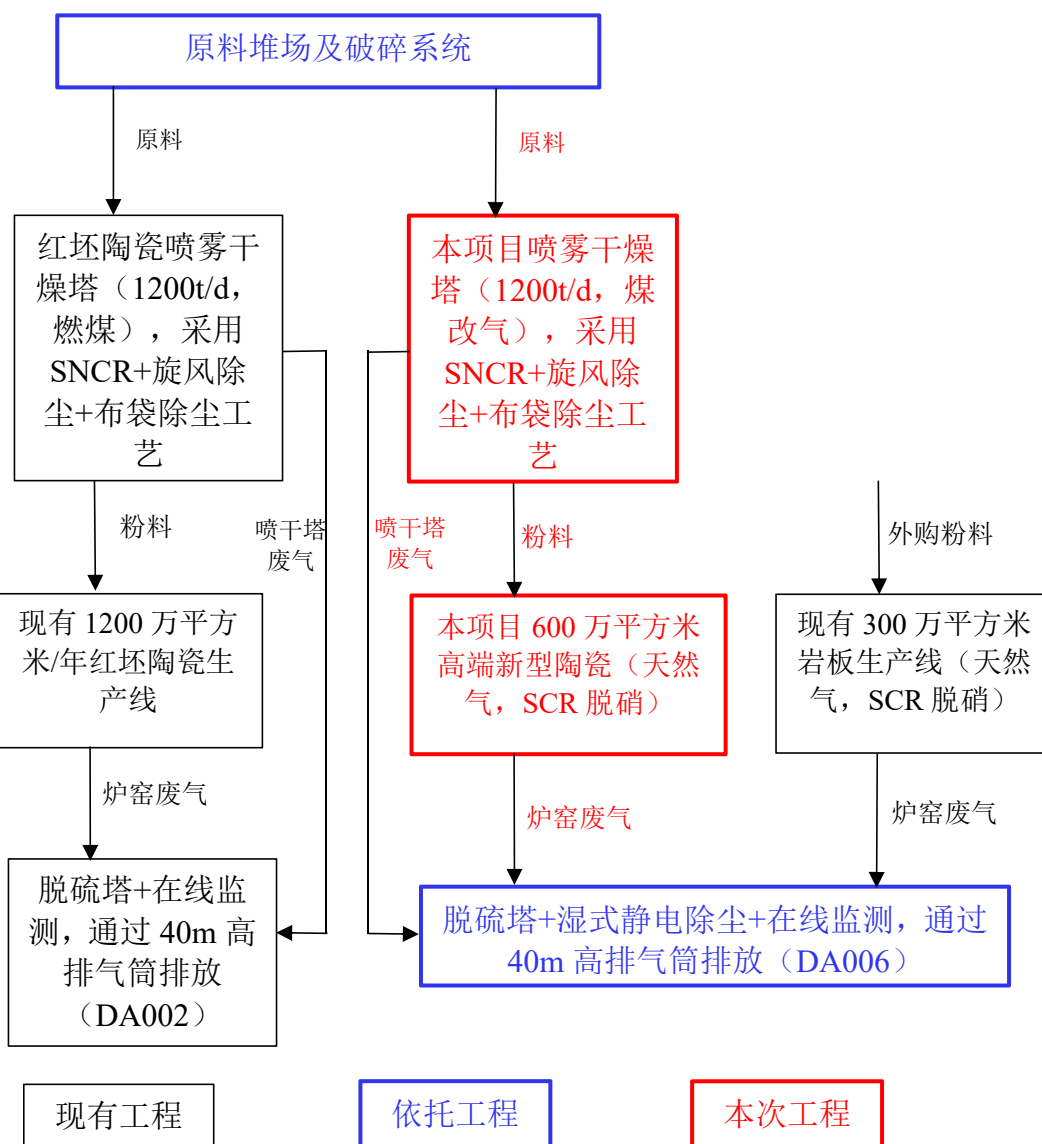 原料堆场及破碎系统
原料
原料
红坯陶瓷喷雾干
燥塔（1200t/d，
燃煤），采用
SNCR+旋风除
尘+布袋除尘工
艺
本项目喷雾干燥
塔（1200t/d，煤
改气），采用
SNCR+旋风除
尘+布袋除尘工
艺
粉料
喷干塔
废气
喷干塔
废气
粉料
外购粉料
现有 1200 万平方
米/年红坯陶瓷生
产线
本项目 600 万平方米
高端新型陶瓷（天然
气，SCR 脱硝）
现有 300 万平方米
岩板生产线（天然
气，SCR 脱硝）
炉窑废气
炉窑废气
炉窑废气
脱硫塔+在线监
测，通过 40m 高
排气筒排放
（DA002）
脱硫塔+湿式静电除尘+在线监测，通过
40m 高排气筒排放（DA006）
现有工程
依托工程
本次工程